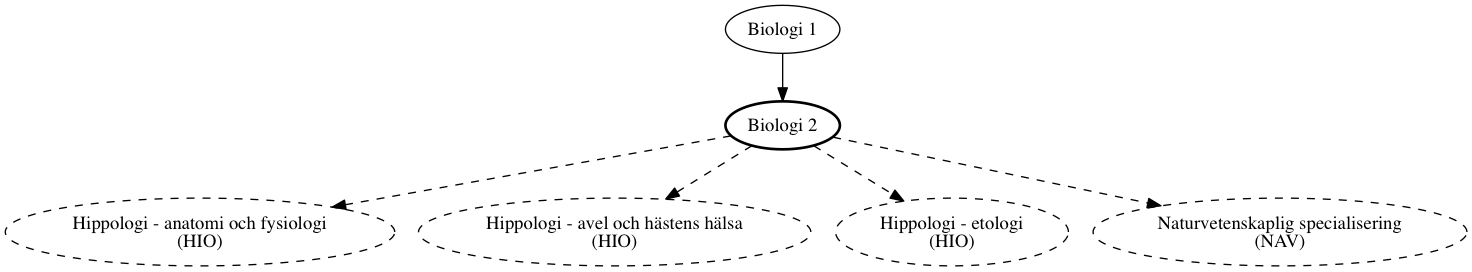 Biologi 1
Biologi 2
Hippologi - anatomi och fysiologi
(HIO)
Hippologi - avel och hästens hälsa
(HIO)
Hippologi - etologi
(HIO)
Naturvetenskaplig specialisering
(NAV)